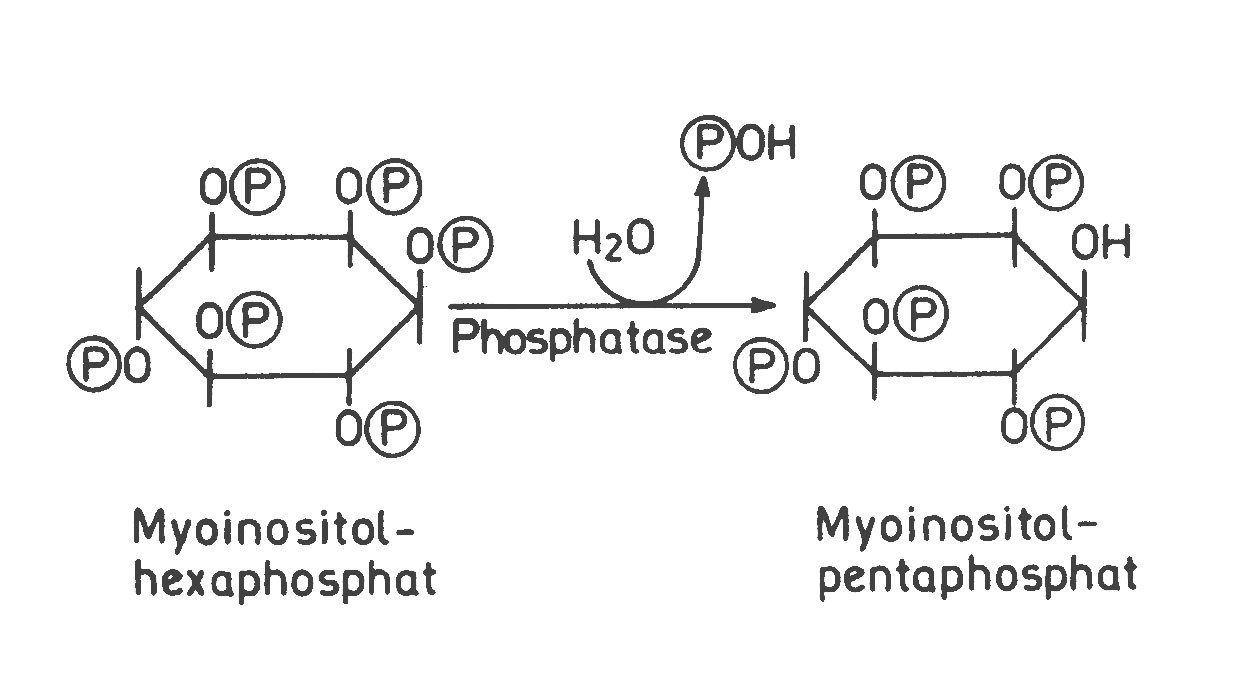 POH
OP OP OP OP
OP H2O OH
OP OP
PO Phosphatase PO
OP OP
Myoinositol- Myoinositol-
hexaphosphat pentaphosphat